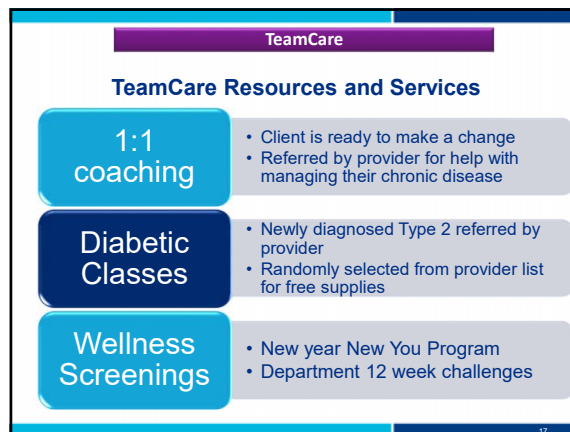 TeamCare
TeamCare Resources and Services
1:1
coaching
• Client is ready to make a change
• Referred by provider for help with
managing their chronic disease
Diabetic
Classes
• Newly diagnosed Type 2 referred by
provider
• Randomly selected from provider list
for free supplies
Wellness
Screenings
• New year New You Program
• Department 12 week challenges
17